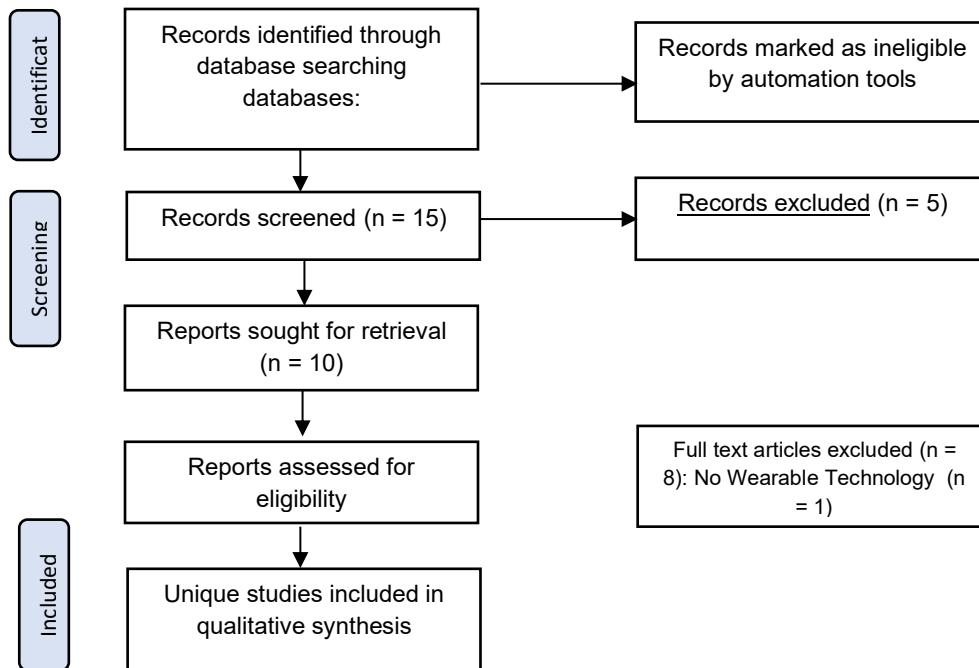 Identificat
Records identified through
database searching
databases:
Records marked as ineligible
by automation tools
Screening
Records screened (n = 15)
Records excluded (n = 5)
Reports sought for retrieval
(n = 10)
Reports assessed for
eligibility
Full text articles excluded (n =
8): No Wearable Technology (n
= 1)
Included
Unique studies included in
qualitative synthesis